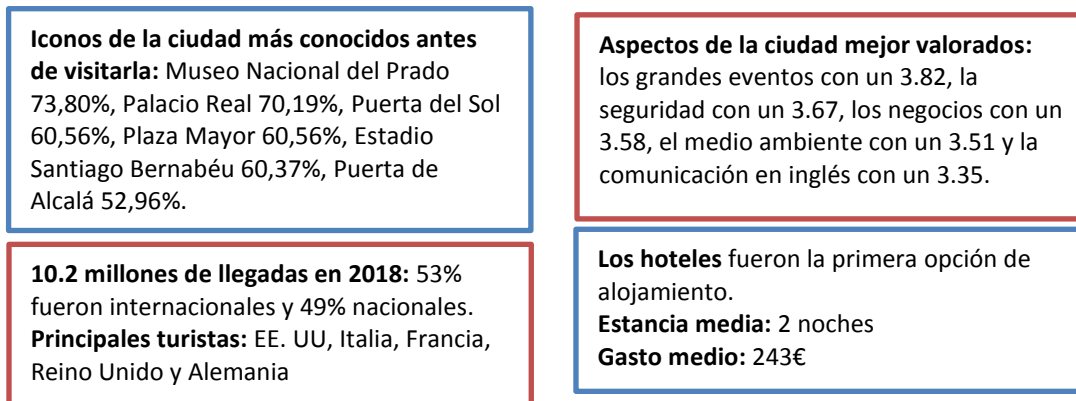 Iconos de la ciudad más conocidos antes
de visitarla: Museo Nacional del Prado
73,80%, Palacio Real 70,19%, Puerta del Sol
60,56%, Plaza Mayor 60,56%, Estadio
Santiago Bernabéu 60,37%, Puerta de
Alcalá 52,96%.
Aspectos de la ciudad mejor valorados:
los grandes eventos con un 3.82, la
seguridad con un 3.67, los negocios con un
3.58, el medio ambiente con un 3.51 y la
comunicación en inglés con un 3.35.
10.2 millones de llegadas en 2018: 53%
fueron internacionales y 49% nacionales.
Principales turistas: EE. UU, Italia, Francia,
Reino Unido y Alemania
Los hoteles fueron la primera opción de
alojamiento.
Estancia media: 2 noches
Gasto medio: 243€